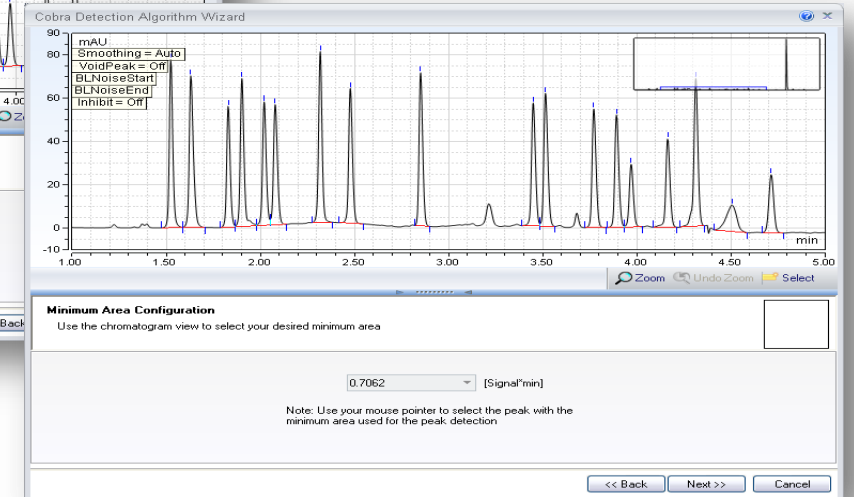 Cobra Detection Algorithm Wizard
90
mAU
Smoothing = Auto
80
VoidPeak = Off
BLNoiseStart
BLNoiseEnd
60
Inhibit = Off
40
20
0
-10
min
1.00 1.50 2.00 2.50 3.00 3.50 4.00 4.50 5.00
4.00
Zoom Undo Zoom Select
Minimum Area Configuration
Use the chromatogram view to select your desired minimum area
Back
0.7062 [Signal*min]
Note: Use your mouse pointer to select the peak with the
minimum area used for the peak detection
<< Back Next >> Cancel